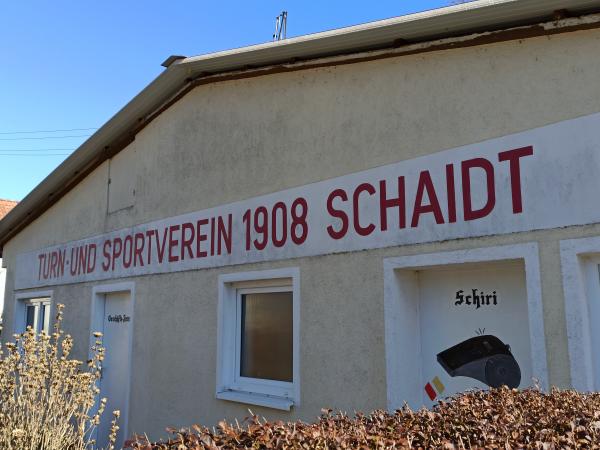 TURN- UND SPORTVEREIN 1908 SCHAIDT
Schiri